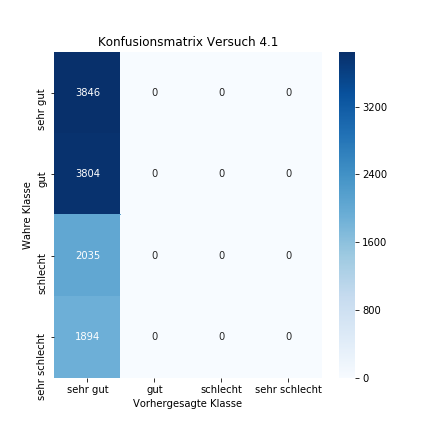 Konfusionsmatrix Versuch 4.1
sehr gut
gut
schlecht
sehr schlecht
Wahre Klasse
3846 0 0 0
3804 0 0 0
2035 0 0 0
1894 0 0 0
sehr gut gut schlecht sehr schlecht
Vorhergesagte Klasse
3200
2400
1600
800
0